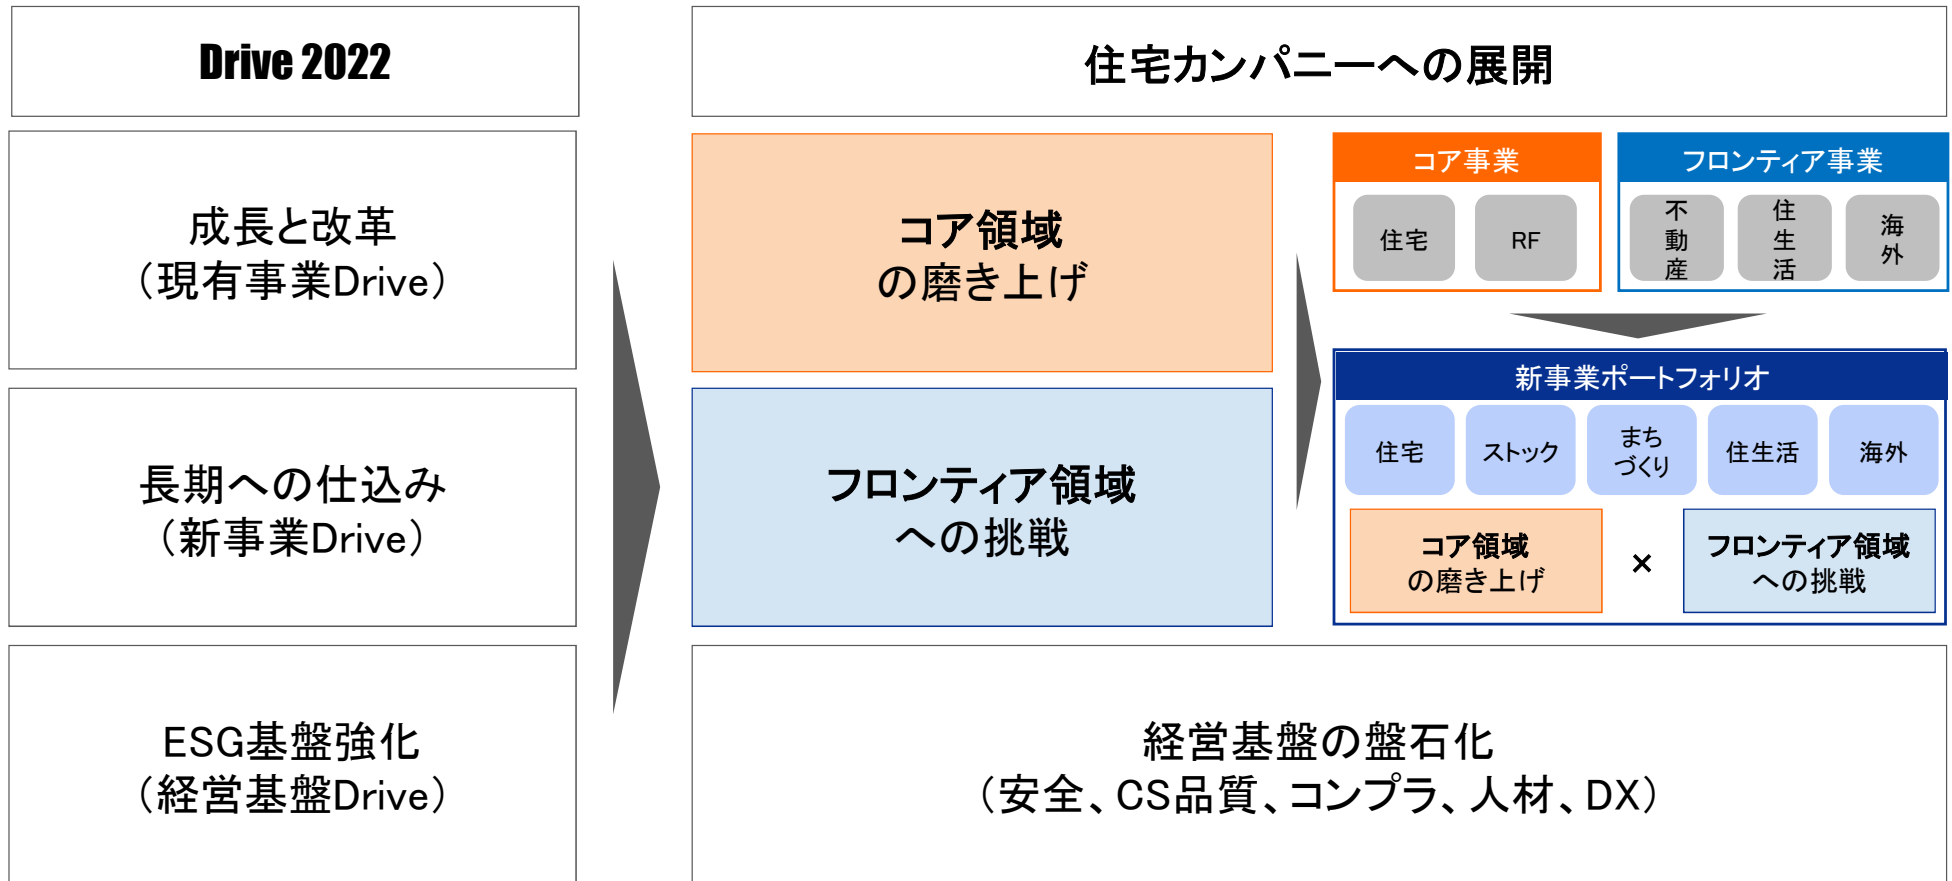 Drive 2022
住宅カンパニーへの展開
成長と改革
（現有事業Drive）
長期への仕込み
（新事業Drive）
ESG基盤強化
（経営基盤Drive）
コア領域
の磨き上げ
フロンティア領域
への挑戦
コア事業
住宅
RF
フロンティア事業
不動産
住生活
海外
新事業ポートフォリオ
住宅
ストック
まち
づくり
住生活
海外
コア領域
の磨き上げ
×
フロンティア領域
への挑戦
経営基盤の盤石化
（安全、CS品質、コンプラ、人材、DX）